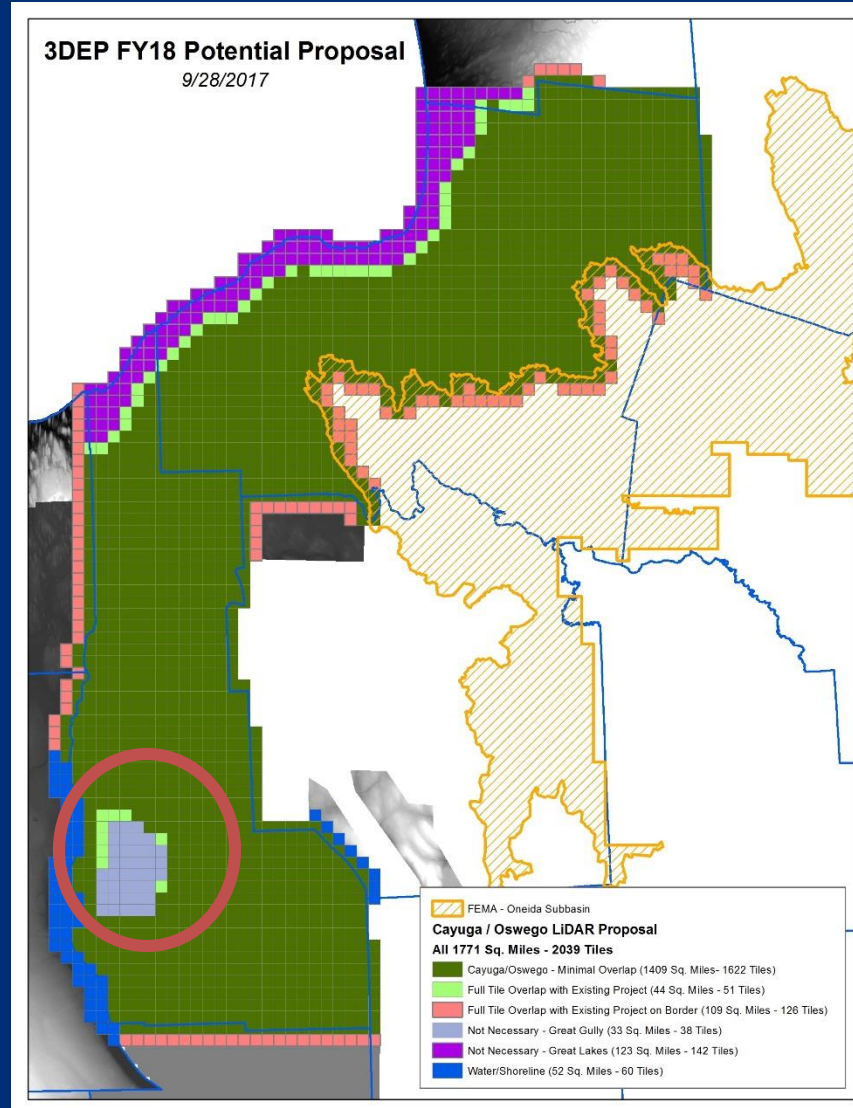 3DEP FY18 Potential Proposal
9/28/2017
FEMA - Oneida Subbasin
Cayuga / Oswego LiDAR Proposal
All 1771 Sq. Miles - 2039 Tiles
Cayuga/Oswego - Minimal Overlap (1409 Sq. Miles- 1622 Tiles)
Full Tile Overlap with Existing Project (44 Sq. Miles - 51 Tiles)
Full Tile Overlap with Existing Project on Border (109 Sq. Miles - 126 Tiles)
Not Necessary - Great Gully (33 Sq. Miles - 38 Tiles)
Not Necessary - Great Lakes (123 Sq. Miles - 142 Tiles)
Water/Shoreline (52 Sq. Miles - 60 Tiles)